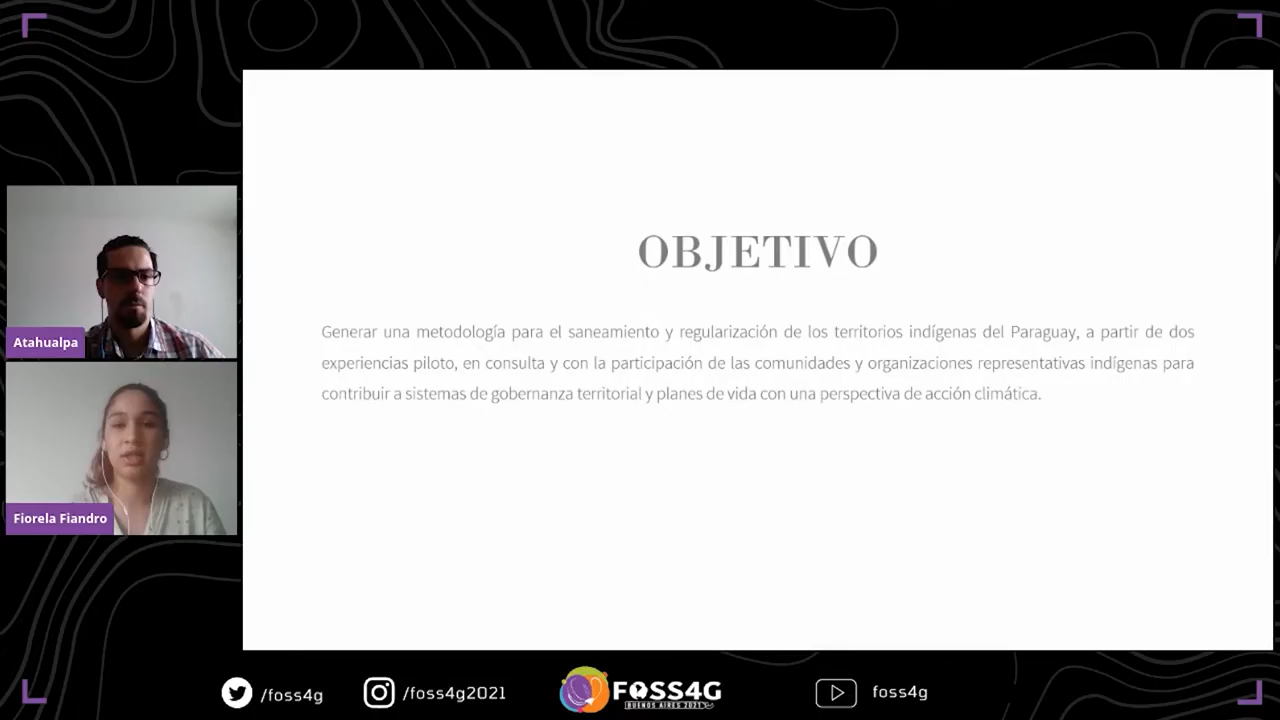 OBJETIVO
Generar una metodología para el saneamiento y regularización de los territorios indígenas del Paraguay, a partir de dos
experiencias piloto, en consulta y con la participación de las comunidades y organizaciones representativas indígenas para
contribuir a sistemas de gobernanza territorial y planes de vida con una perspectiva de acción climática.
Atahualpa
Fiorela Fiandro
/foss4g
/foss4g2021
FOSS4G
BUENOS AIRES 2021
foss4g